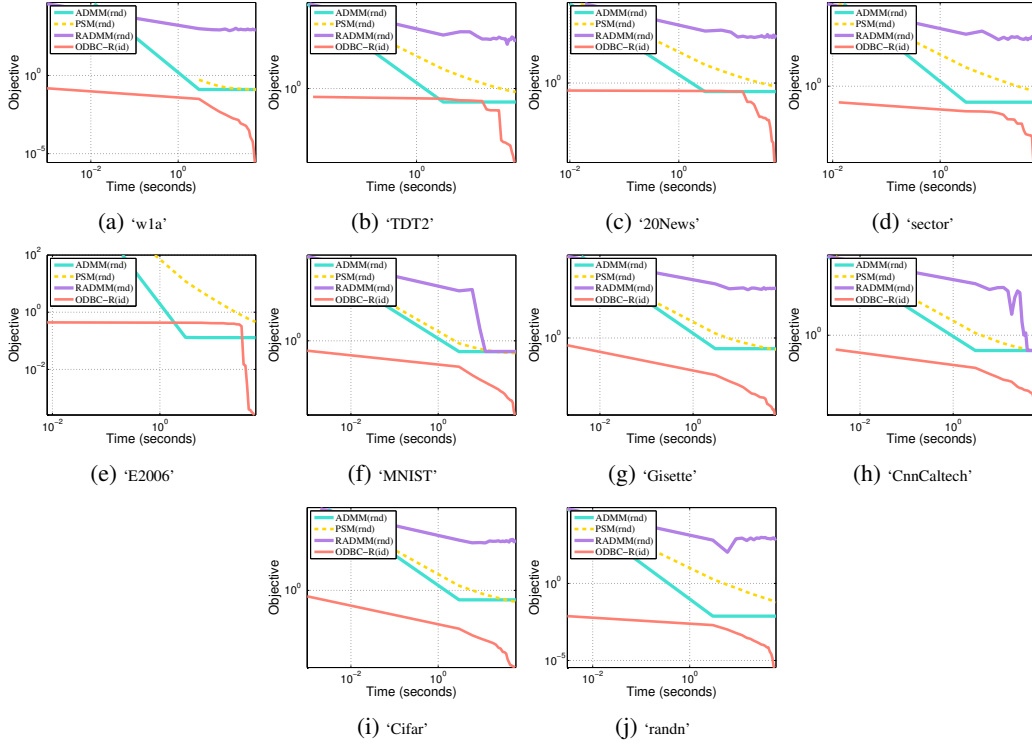 ADMM(rnd)
PSM(rnd)
RADMM(rnd)
ODBC−R(id)
Objective
10^0
10^−5
10^−2
10^0
Time (seconds)
(a) ‘w1a’
ADMM(rnd)
PSM(rnd)
RADMM(rnd)
ODBC−R(id)
Objective
10^0
10^−2
10^0
Time (seconds)
(b) ‘TDT2’
ADMM(rnd)
PSM(rnd)
RADMM(rnd)
ODBC−R(id)
Objective
10^0
10^−2
10^0
Time (seconds)
(c) ‘20News’
ADMM(rnd)
PSM(rnd)
RADMM(rnd)
ODBC−R(id)
Objective
10^0
10^−2
10^0
Time (seconds)
(d) ‘sector’
ADMM(rnd)
PSM(rnd)
RADMM(rnd)
ODBC−R(id)
Objective
10^2
10^0
10^−2
10^−2
10^0
Time (seconds)
(e) ‘E2006’
ADMM(rnd)
PSM(rnd)
RADMM(rnd)
ODBC−R(id)
Objective
10^0
10^−2
10^0
Time (seconds)
(f) ‘MNIST’
ADMM(rnd)
PSM(rnd)
RADMM(rnd)
ODBC−R(id)
Objective
10^0
10^−2
10^0
Time (seconds)
(g) ‘Gisette’
ADMM(rnd)
PSM(rnd)
RADMM(rnd)
ODBC−R(id)
Objective
10^0
10^−2
10^0
Time (seconds)
(h) ‘CnnCaltech’
ADMM(rnd)
PSM(rnd)
RADMM(rnd)
ODBC−R(id)
Objective
10^0
10^−2
10^0
Time (seconds)
(i) ‘Cifar’
ADMM(rnd)
PSM(rnd)
RADMM(rnd)
ODBC−R(id)
Objective
10^0
10^−5
10^−2
10^0
Time (seconds)
(j) ‘randn’